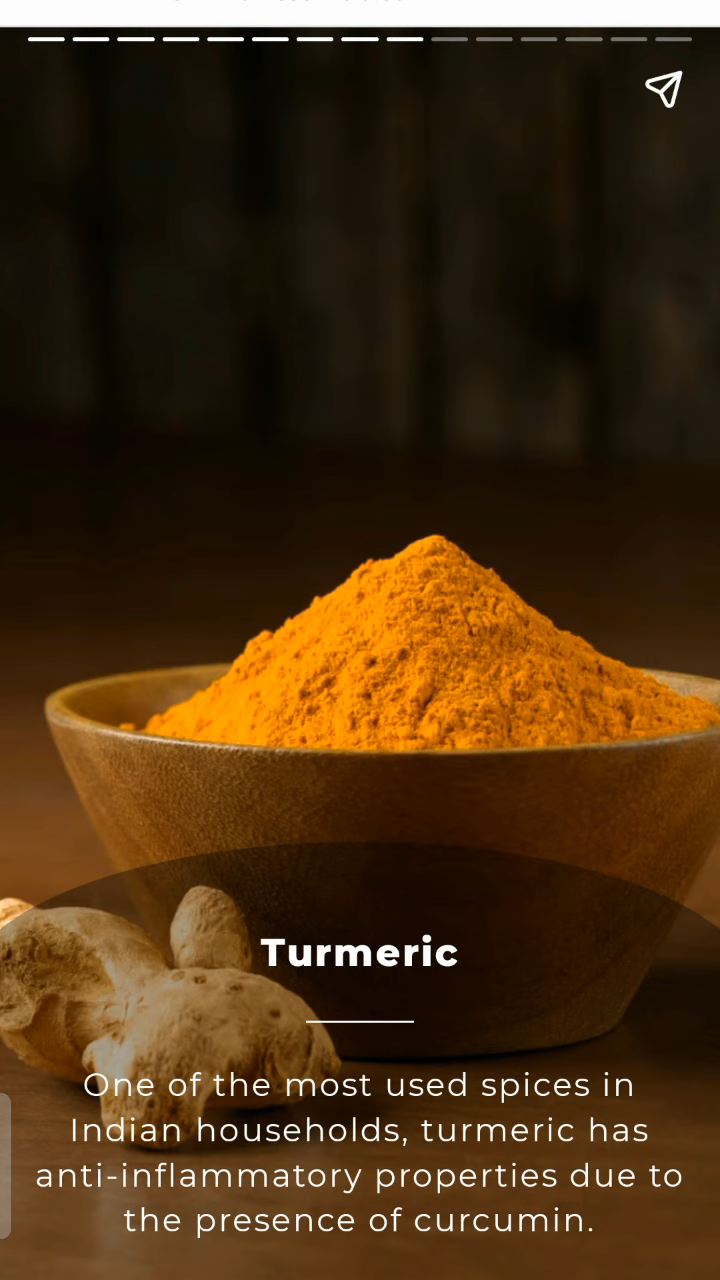 Turmeric
One of the most used spices in
Indian households, turmeric has
anti-inflammatory properties due to
the presence of curcumin.